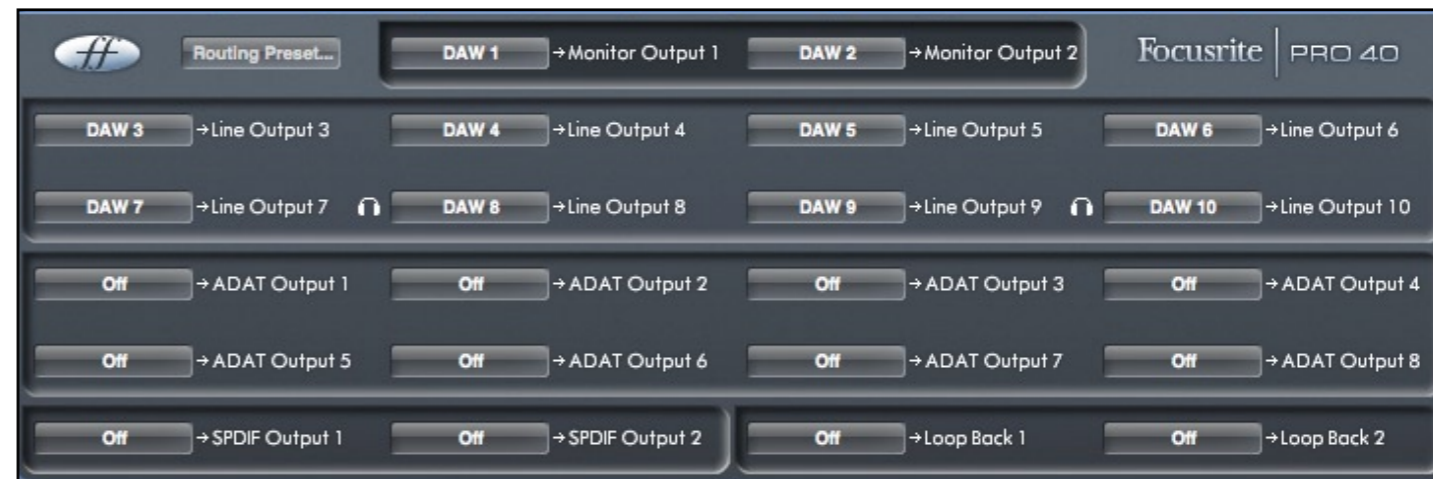 ff Routing Preset... DAW 1 →Monitor Output 1 DAW 2 →Monitor Output 2 Focusrite PRO 40
DAW 3 →Line Output 3 DAW 4 →Line Output 4 DAW 5 →Line Output 5 DAW 6 →Line Output 6
DAW 7 →Line Output 7 DAW 8 →Line Output 8 DAW 9 →Line Output 9 DAW 10 →Line Output 10
Off →ADAT Output 1 Off →ADAT Output 2 Off →ADAT Output 3 Off →ADAT Output 4
Off →ADAT Output 5 Off →ADAT Output 6 Off →ADAT Output 7 Off →ADAT Output 8
Off →SPDIF Output 1 Off →SPDIF Output 2 Off →Loop Back 1 Off →Loop Back 2